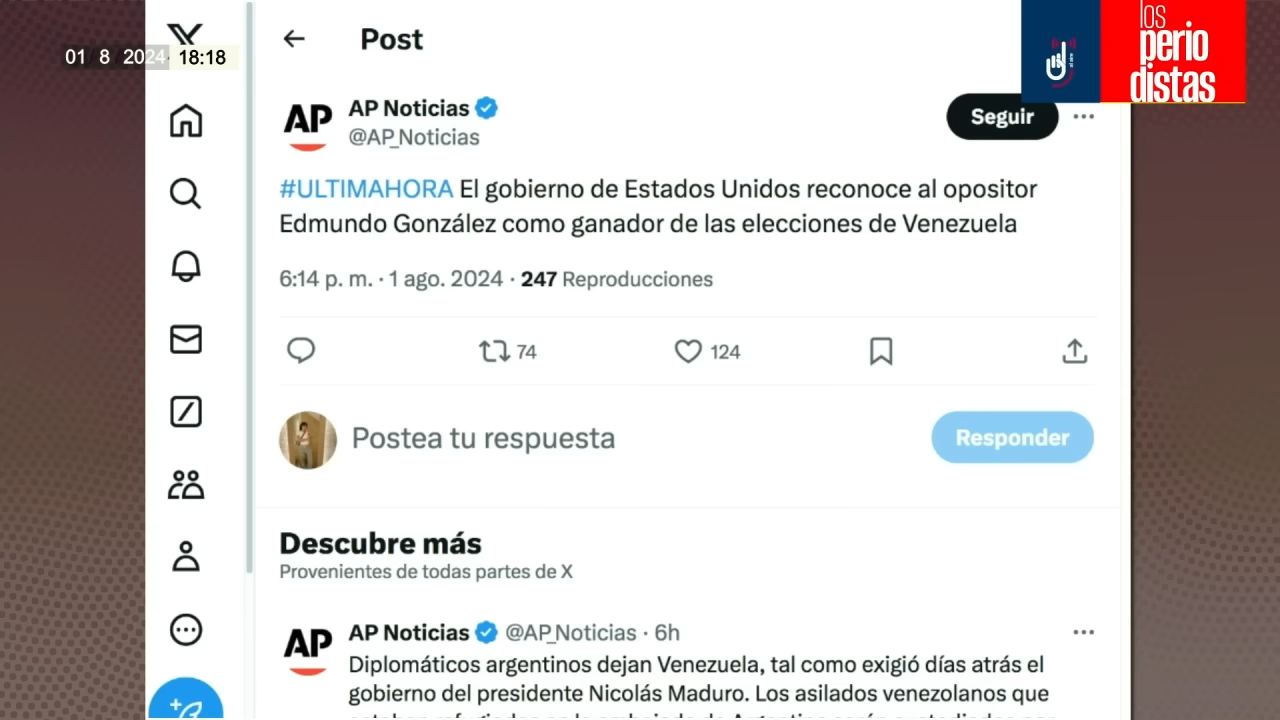 01 8 2024 18:18
Post
los
perio
distas
AP
AP Noticias
@AP_Noticias
Seguir
#ULTIMAHORA El gobierno de Estados Unidos reconoce al opositor
Edmundo González como ganador de las elecciones de Venezuela
6:14 p. m. · 1 ago. 2024 · 247 Reproducciones
74
124
Postea tu respuesta
Responder
Descubre más
Provenientes de todas partes de X
AP
AP Noticias @AP_Noticias · 6h
Diplomáticos argentinos dejan Venezuela, tal como exigió días atrás el
gobierno del presidente Nicolás Maduro. Los asilados venezolanos que